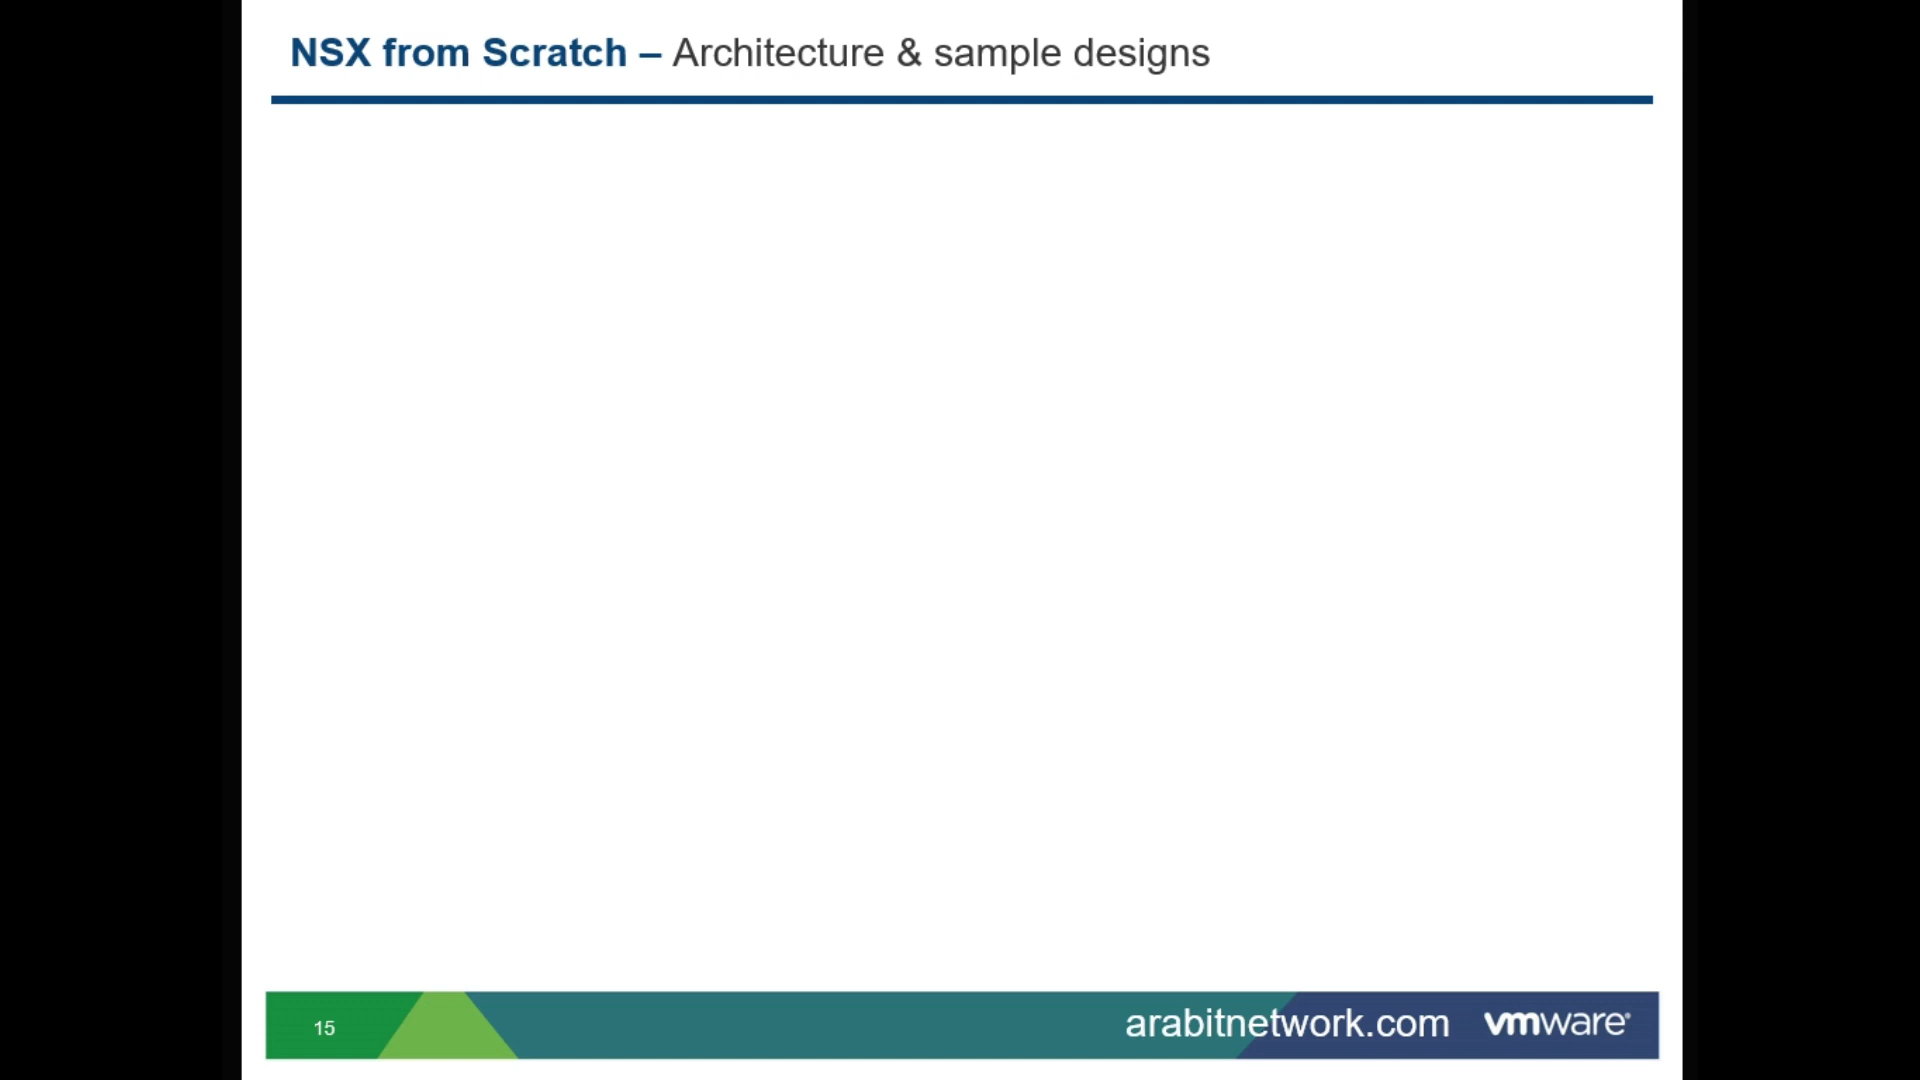 NSX from Scratch – Architecture & sample designs
15
arabitnetwork.com
vmware®